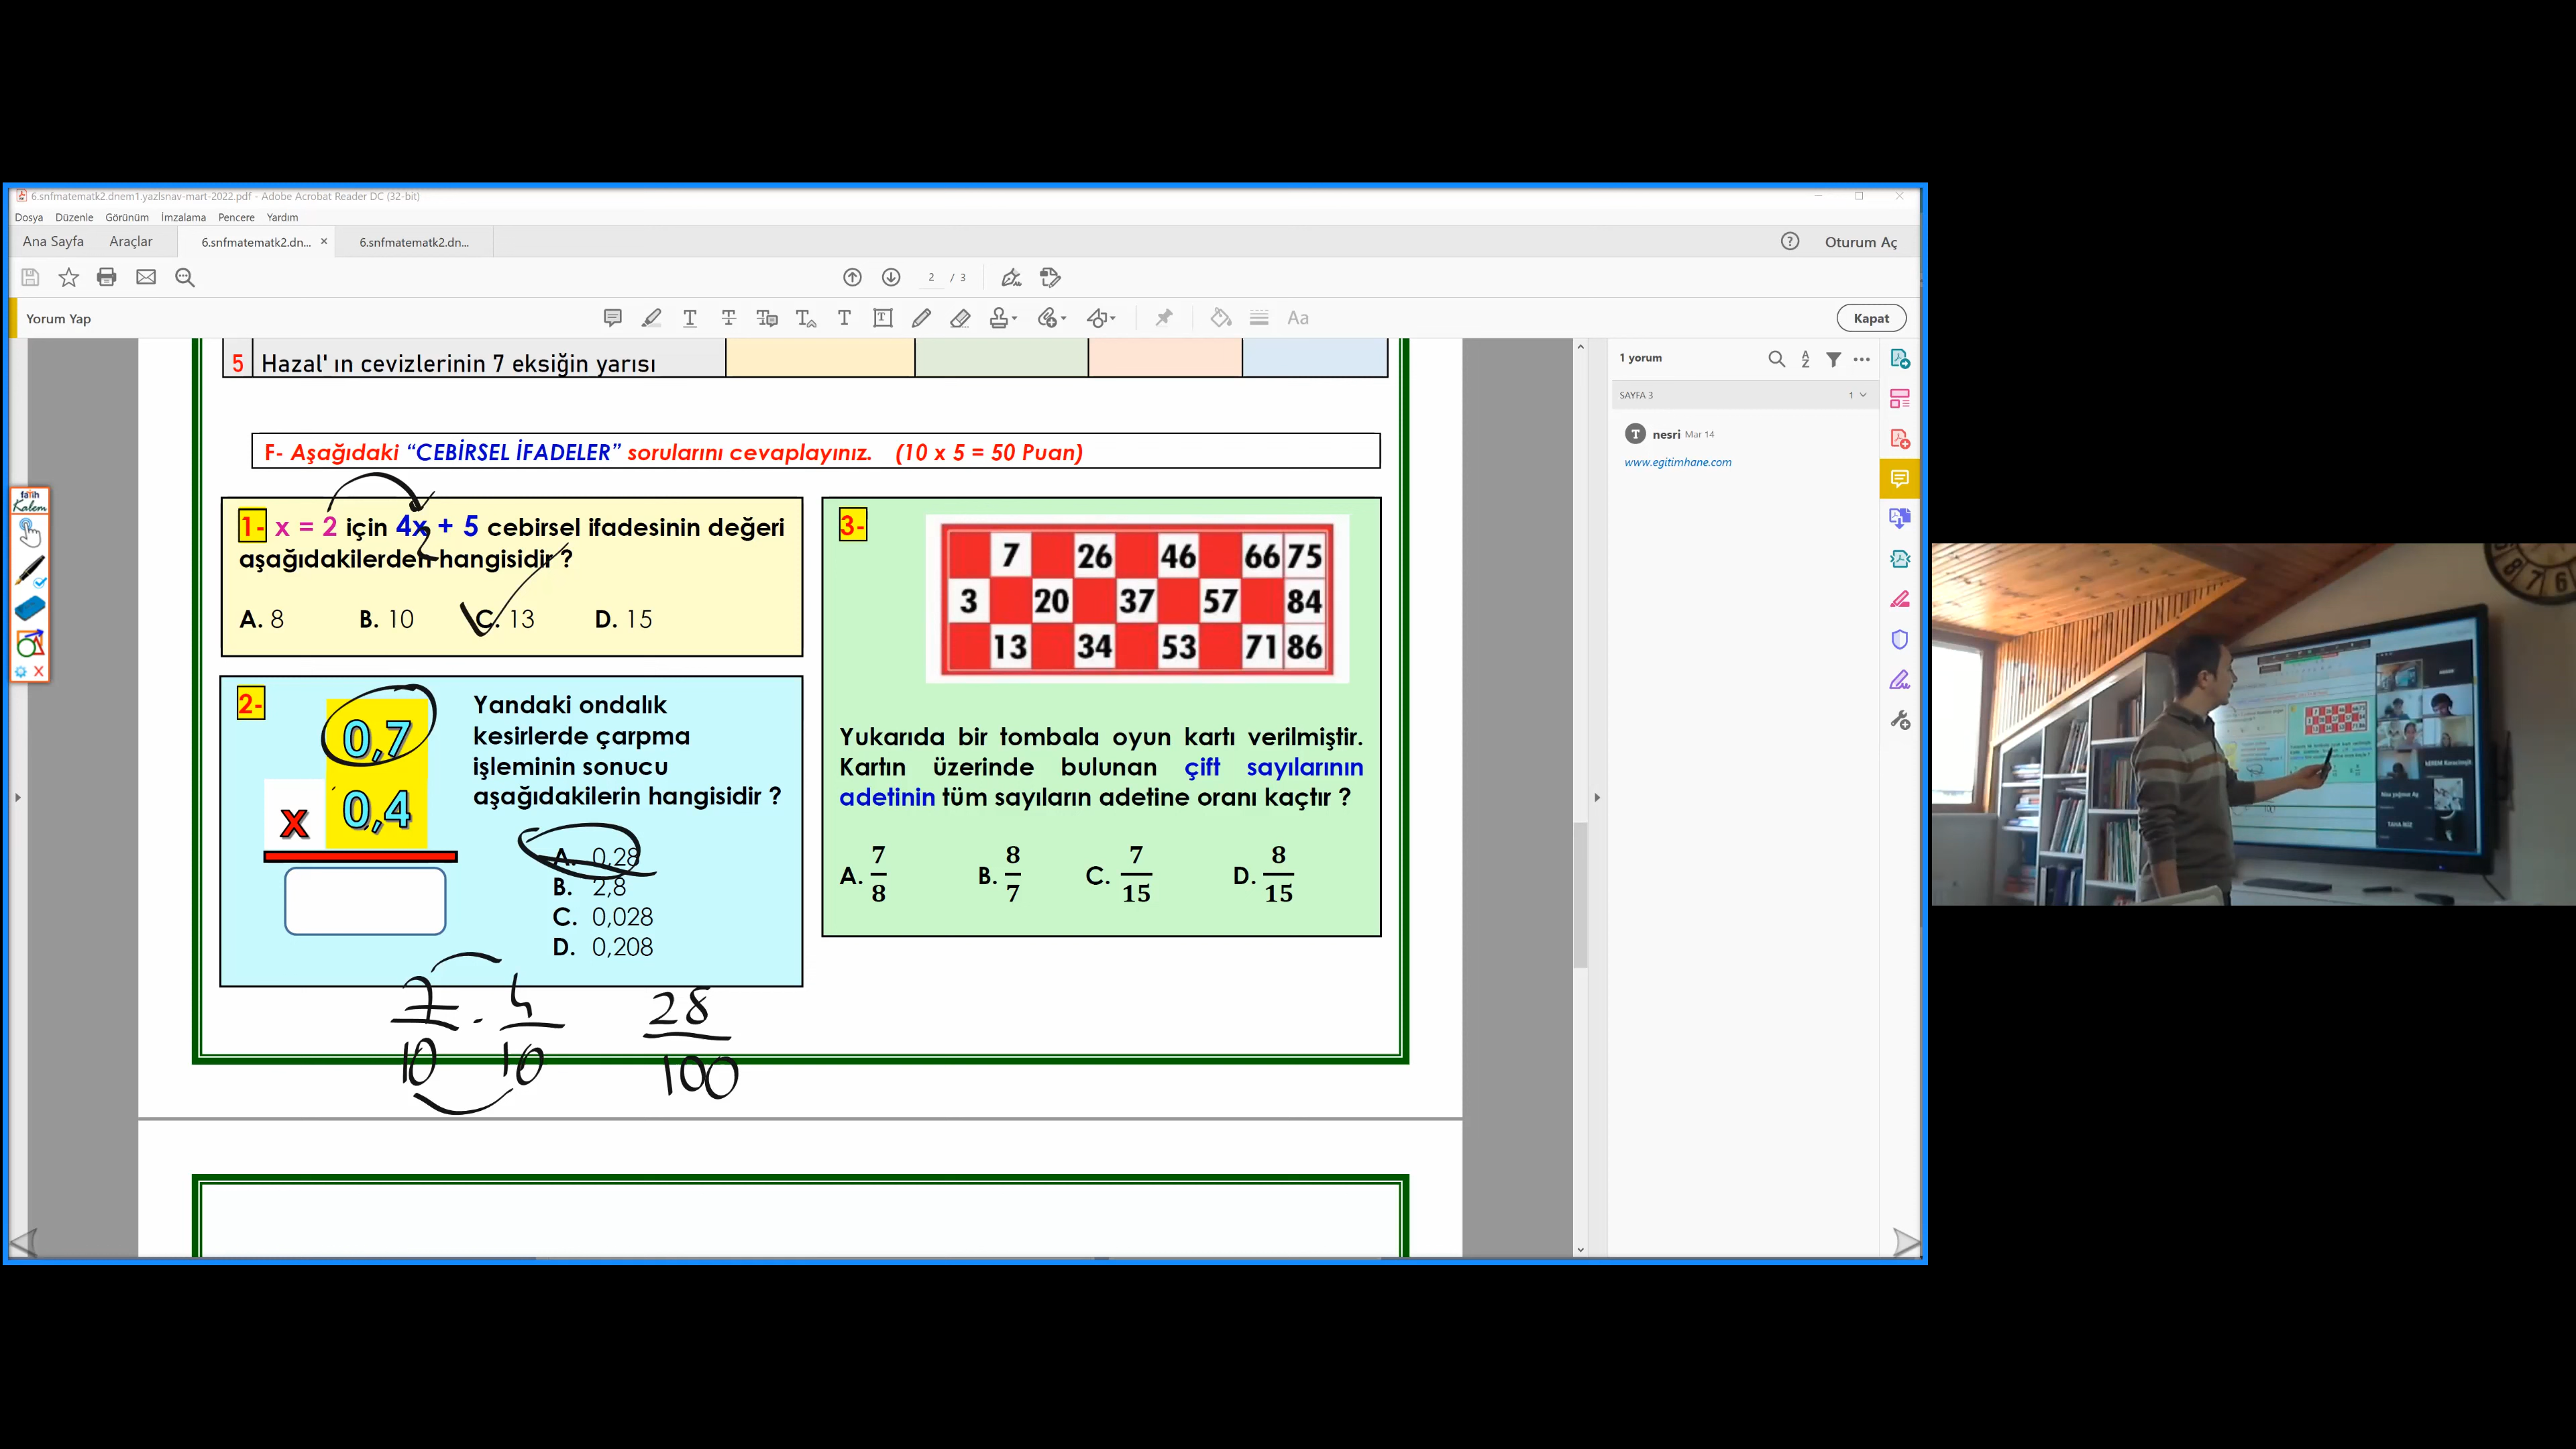 6.snfmatematk2.dnem1.yazlsnav-mart-2022.pdf - Adobe Acrobat Reader DC (32-bit)
Dosya Düzenle Görünüm İmzalama Pencere Yardım
Ana Sayfa Araçlar 6.snfmatematk2.dn... × 6.snfmatematk2.dn... Oturum Aç
2 / 3
Yorum Yap Kapat
5 Hazal' ın cevizlerinin 7 eksiğin yarısı
F- Aşağıdaki “CEBİRSEL İFADELER” sorularını cevaplayınız. (10 x 5 = 50 Puan)
fatih
Kalem
1- x = 2 için 4x + 5 cebirsel ifadesinin değeri
2
aşağıdakilerden hangisidir ?
A. 8 B. 10 C. 13 D. 15
2-
0,7
x 0,4
Yandaki ondalık
kesirlerde çarpma
işleminin sonucu
aşağıdakilerin hangisidir ?
A. 0,28
B. 2,8
C. 0,028
D. 0,208
7/10 . 4/10 28/100
3-
7 26 46 66 75
3 20 37 57 84
13 34 53 71 86
Yukarıda bir tombala oyun kartı verilmiştir.
Kartın üzerinde bulunan çift sayılarının
adetinin tüm sayıların adetine oranı kaçtır ?
A. 7/8 B. 8/7 C. 7/15 D. 8/15
1 yorum
SAYFA 3 1
T nesri Mar 14
www.egitimhane.com